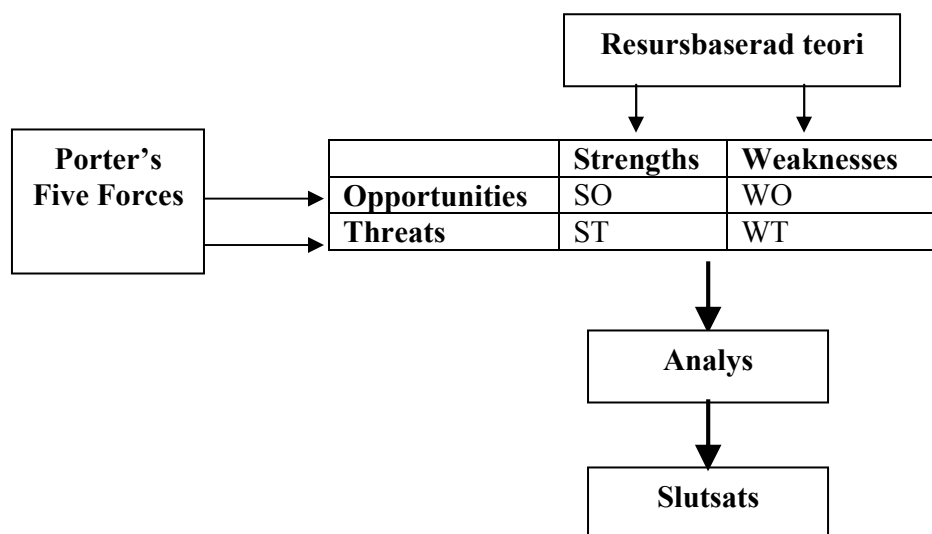 Resursbaserad teori
Porter's
Five Forces
Strengths Weaknesses
Opportunities SO WO
Threats ST WT
Analys
Slutsats